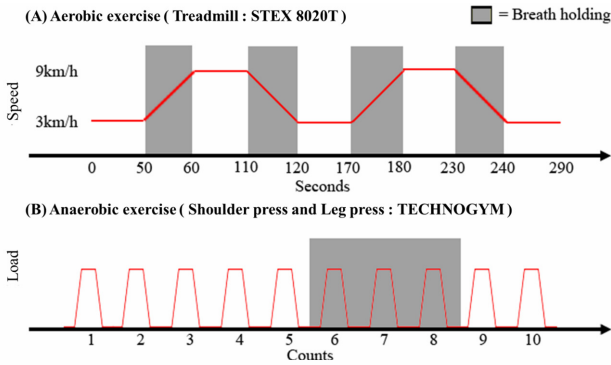 (A) Aerobic exercise ( Treadmill : STEX 8020T)
= Breath holding
Speed
9km/h
3km/h
0 50 60 110 120 170 180 230 240 290
Seconds
(B) Anaerobic exercise ( Shoulder press and Leg press : TECHNOGYM )
Load
1 2 3 4 5 6 7 8 9 10
Counts